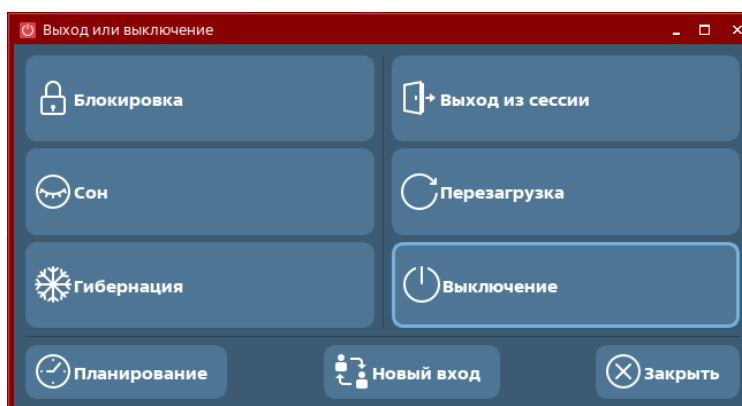 Выход или выключение
Блокировка
Выход из сессии
Сон
Перезагрузка
Гибернация
Выключение
Планирование
Новый вход
Закрыть